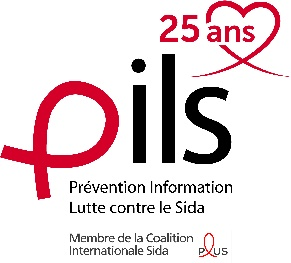 25 ans
pils
Prévention Information
Lutte contre le Sida
Membre de la Coalition
Internationale Sida PLUS